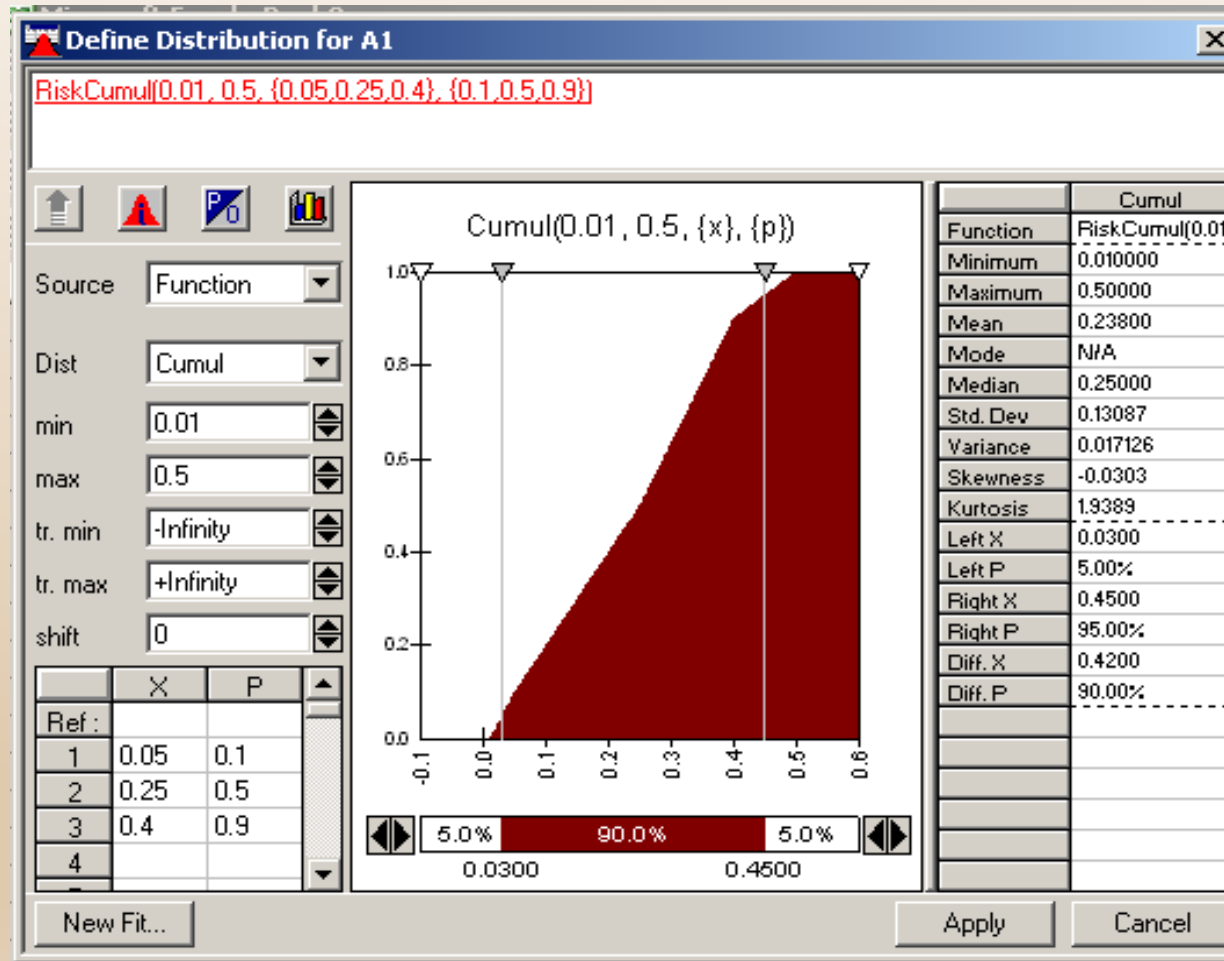 Define Distribution for A1
RiskCumul(0.01, 0.5, {0.05,0.25,0.4}, {0.1,0.5,0.9})
Source Function
Dist Cumul
min 0.01
max 0.5
tr. min -Infinity
tr. max +Infinity
shift 0
X P
Ref :
1 0.05 0.1
2 0.25 0.5
3 0.4 0.9
4
New Fit...
Cumul(0.01, 0.5, {x}, {p})
1.0
0.8
0.6
0.4
0.2
0.0
-0.1 0.0 0.1 0.2 0.3 0.4 0.5 0.6
5.0% 90.0% 5.0%
0.0300 0.4500
Cumul
Function RiskCumul(0.01
Minimum 0.010000
Maximum 0.50000
Mean 0.23800
Mode N/A
Median 0.25000
Std. Dev 0.13087
Variance 0.017126
Skewness -0.0303
Kurtosis 1.9389
Left X 0.0300
Left P 5.00%
Right X 0.4500
Right P 95.00%
Diff. X 0.4200
Diff. P 90.00%
Apply Cancel